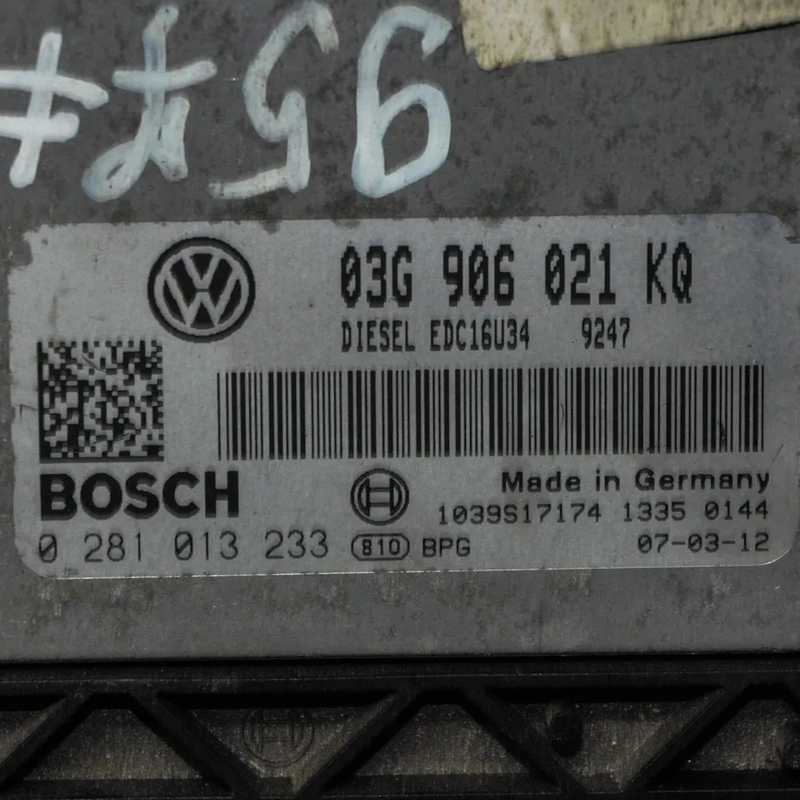 #756
03G 906 021 KQ
DIESEL EDC16U34 9247
BOSCH
Made in Germany
1039S17174 1335 0144
0 281 013 233 810 BPG 07-03-12